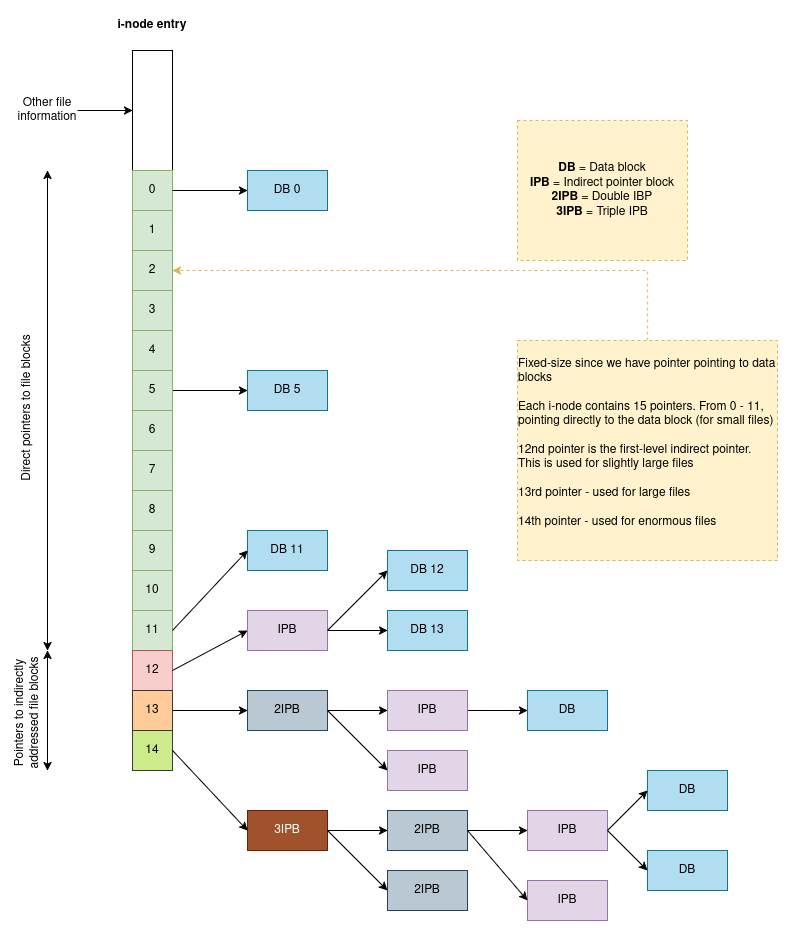 i-node entry
Other file
information
DB = Data block
IPB = Indirect pointer block
2IPB = Double IBP
3IPB = Triple IPB
0
DB 0
1
2
3
4
5
DB 5
6
7
8
9
10
11
12
13
14
Direct pointers to file blocks
Pointers to indirectly
addressed file blocks
Fixed-size since we have pointer pointing to data
blocks
Each i-node contains 15 pointers. From 0 - 11,
pointing directly to the data block (for small files)
12nd pointer is the first-level indirect pointer.
This is used for slightly large files
13rd pointer - used for large files
14th pointer - used for enormous files
DB 11
DB 12
IPB
DB 13
2IPB
IPB
DB
IPB
DB
3IPB
2IPB
IPB
DB
2IPB
IPB